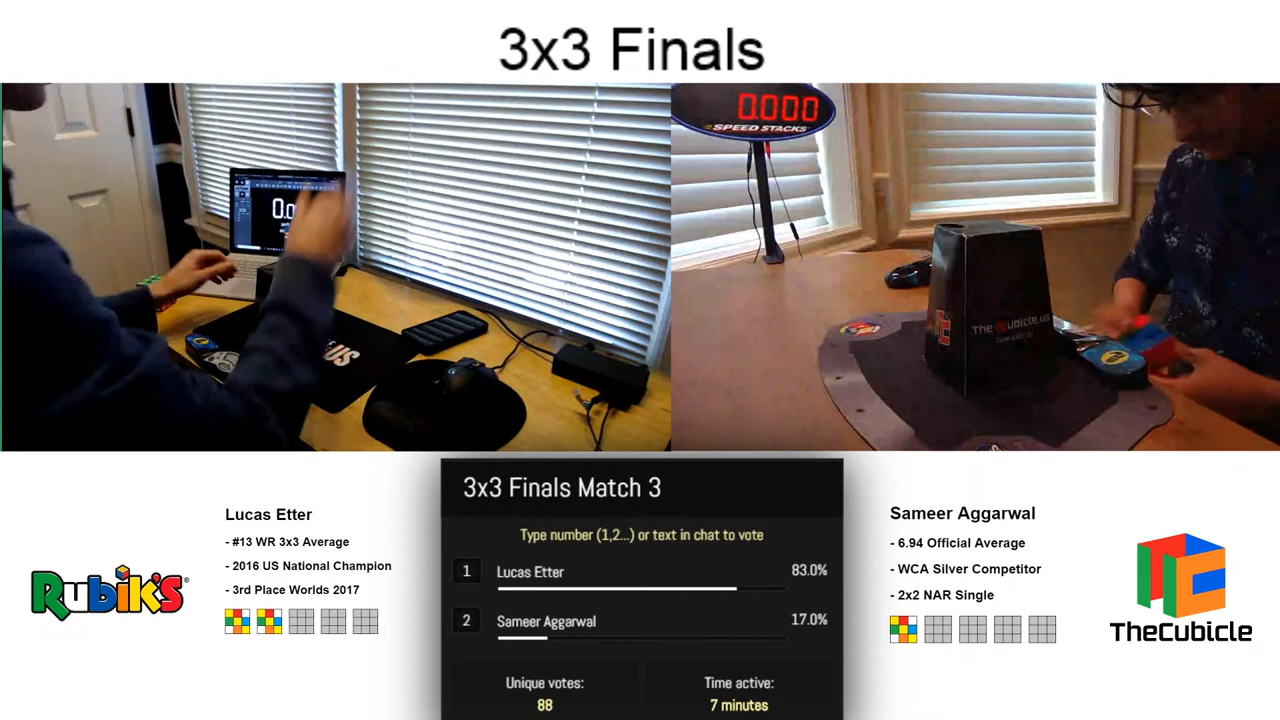 3x3 Finals
0.000
SPEED STACKS
The Cubicle.us
3x3 Finals Match 3
Type number (1,2...) or text in chat to vote
1 Lucas Etter 83.0%
2 Sameer Aggarwal 17.0%
Unique votes: Time active:
88 7 minutes
Lucas Etter
- #13 WR 3x3 Average
- 2016 US National Champion
- 3rd Place Worlds 2017
RUBIK'S®
Sameer Aggarwal
- 6.94 Official Average
- WCA Silver Competitor
- 2x2 NAR Single
TheCubicle